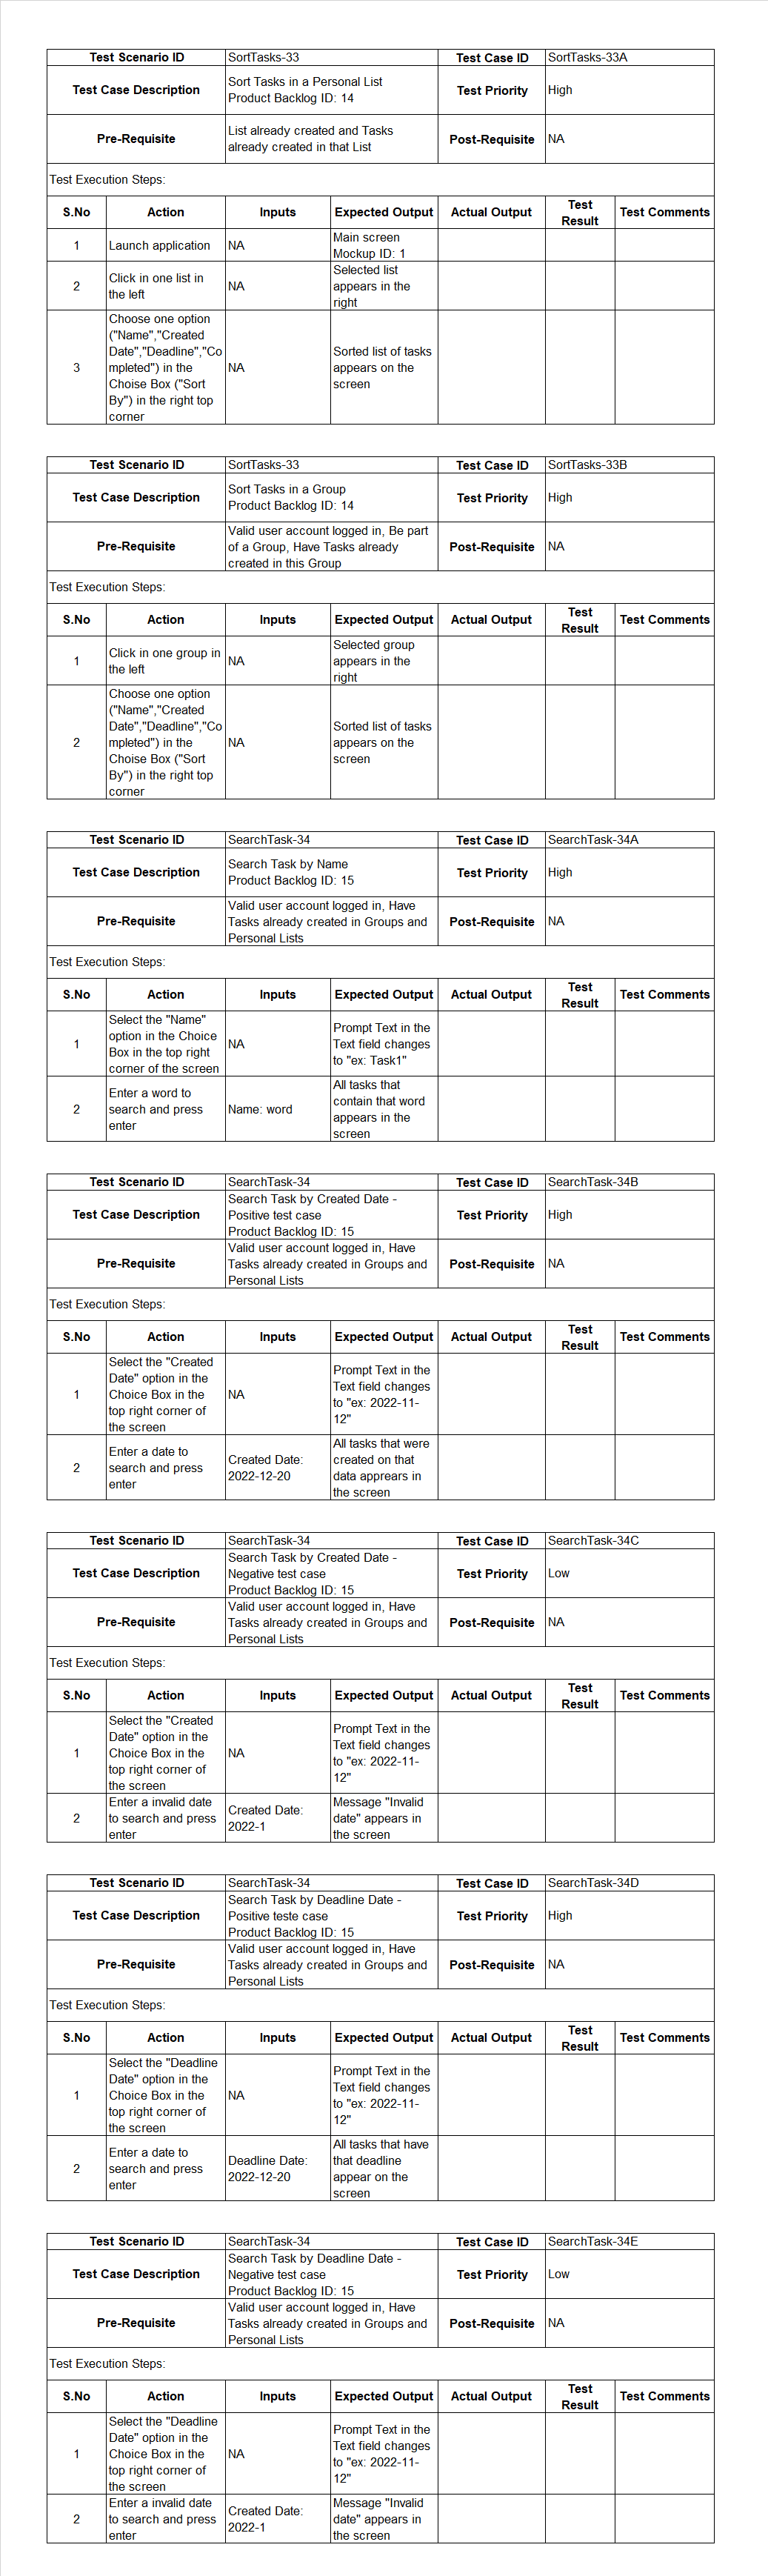 Test Scenario ID SortTasks-33 Test Case ID SortTasks-33A
Test Case Description Sort Tasks in a Personal List
Product Backlog ID: 14 Test Priority High
Pre-Requisite List already created and Tasks
already created in that List Post-Requisite NA
Test Execution Steps:
S.No Action Inputs Expected Output Actual Output Test
Result Test Comments
1 Launch application NA Main screen
Mockup ID: 1
2 Click in one list in
the left NA Selected list
appears in the
right
3 Choose one option
("Name","Created
Date","Deadline","Co
mpleted") in the
Choise Box ("Sort
By") in the right top
corner NA Sorted list of tasks
appears on the
screen
Test Scenario ID SortTasks-33 Test Case ID SortTasks-33B
Test Case Description Sort Tasks in a Group
Product Backlog ID: 14 Test Priority High
Pre-Requisite Valid user account logged in, Be part
of a Group, Have Tasks already
created in this Group Post-Requisite NA
Test Execution Steps:
S.No Action Inputs Expected Output Actual Output Test
Result Test Comments
1 Click in one group in
the left NA Selected group
appears in the
right
2 Choose one option
("Name","Created
Date","Deadline","Co
mpleted") in the
Choise Box ("Sort
By") in the right top
corner NA Sorted list of tasks
appears on the
screen
Test Scenario ID SearchTask-34 Test Case ID SearchTask-34A
Test Case Description Search Task by Name
Product Backlog ID: 15 Test Priority High
Pre-Requisite Valid user account logged in, Have
Tasks already created in Groups and
Personal Lists Post-Requisite NA
Test Execution Steps:
S.No Action Inputs Expected Output Actual Output Test
Result Test Comments
1 Select the "Name"
option in the Choice
Box in the top right
corner of the screen NA Prompt Text in the
Text field changes
to "ex: Task1"
2 Enter a word to
search and press
enter Name: word All tasks that
contain that word
appears in the
screen
Test Scenario ID SearchTask-34 Test Case ID SearchTask-34B
Test Case Description Search Task by Created Date -
Positive test case
Product Backlog ID: 15 Test Priority High
Pre-Requisite Valid user account logged in, Have
Tasks already created in Groups and
Personal Lists Post-Requisite NA
Test Execution Steps:
S.No Action Inputs Expected Output Actual Output Test
Result Test Comments
1 Select the "Created
Date" option in the
Choice Box in the
top right corner of
the screen NA Prompt Text in the
Text field changes
to "ex: 2022-11-
12"
2 Enter a date to
search and press
enter Created Date:
2022-12-20 All tasks that were
created on that
data apprears in
the screen
Test Scenario ID SearchTask-34 Test Case ID SearchTask-34C
Test Case Description Search Task by Created Date -
Negative test case
Product Backlog ID: 15 Test Priority Low
Pre-Requisite Valid user account logged in, Have
Tasks already created in Groups and
Personal Lists Post-Requisite NA
Test Execution Steps:
S.No Action Inputs Expected Output Actual Output Test
Result Test Comments
1 Select the "Created
Date" option in the
Choice Box in the
top right corner of
the screen NA Prompt Text in the
Text field changes
to "ex: 2022-11-
12"
2 Enter a invalid date
to search and press
enter Created Date:
2022-1 Message "Invalid
date" appears in
the screen
Test Scenario ID SearchTask-34 Test Case ID SearchTask-34D
Test Case Description Search Task by Deadline Date -
Positive teste case
Product Backlog ID: 15 Test Priority High
Pre-Requisite Valid user account logged in, Have
Tasks already created in Groups and
Personal Lists Post-Requisite NA
Test Execution Steps:
S.No Action Inputs Expected Output Actual Output Test
Result Test Comments
1 Select the "Deadline
Date" option in the
Choice Box in the
top right corner of
the screen NA Prompt Text in the
Text field changes
to "ex: 2022-11-
12"
2 Enter a date to
search and press
enter Deadline Date:
2022-12-20 All tasks that have
that deadline
appear on the
screen
Test Scenario ID SearchTask-34 Test Case ID SearchTask-34E
Test Case Description Search Task by Deadline Date -
Negative test case
Product Backlog ID: 15 Test Priority Low
Pre-Requisite Valid user account logged in, Have
Tasks already created in Groups and
Personal Lists Post-Requisite NA
Test Execution Steps:
S.No Action Inputs Expected Output Actual Output Test
Result Test Comments
1 Select the "Deadline
Date" option in the
Choice Box in the
top right corner of
the screen NA Prompt Text in the
Text field changes
to "ex: 2022-11-
12"
2 Enter a invalid date
to search and press
enter Created Date:
2022-1 Message "Invalid
date" appears in
the screen